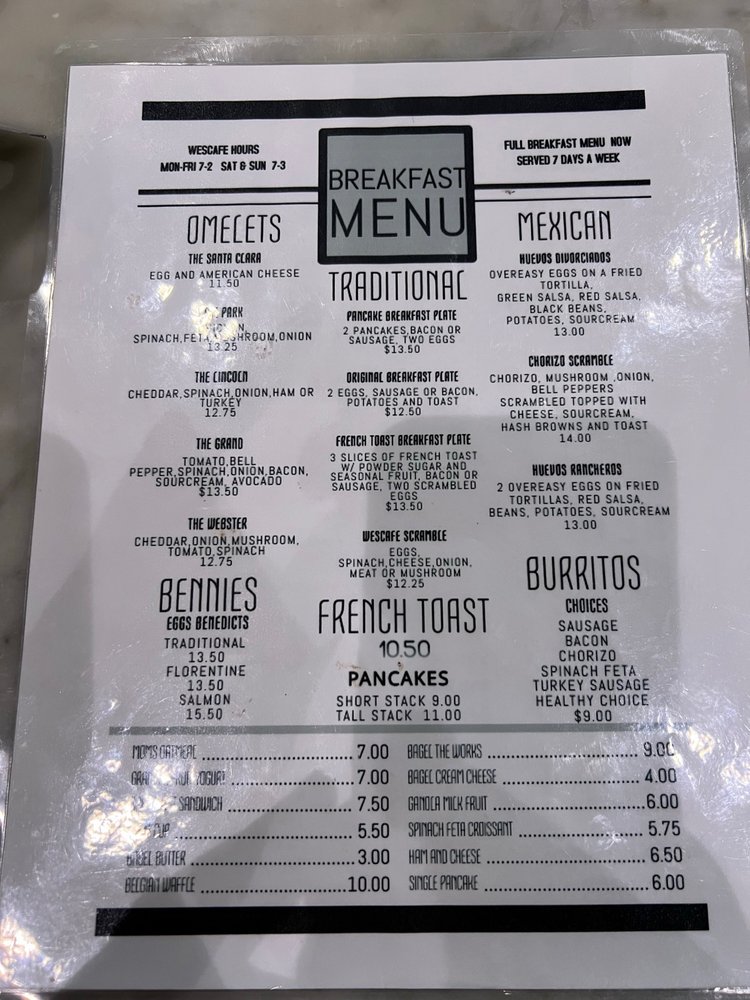 WESCAFE HOURS
MON-FRI 7-2 SAT & SUN 7-3
BREAKFAST
MENU
FULL BREAKFAST MENU NOW
SERVED 7 DAYS A WEEK
OMELETS
THE SANTA CLARA
EGG AND AMERICAN CHEESE
11.50
PARK
SPINACH,FETA,MUSHROOM,ONION
13.25
THE LINCOLN
CHEDDAR,SPINACH,ONION,HAM OR
TURKEY
12.75
THE GRAND
TOMATO,BELL
PEPPER,SPINACH,ONION,BACON,
SOURCREAM, AVOCADO
$13.50
THE WEBSTER
CHEDDAR,ONION,MUSHROOM,
TOMATO,SPINACH
12.75
BENNIES
EGGS BENEDICTS
TRADITIONAL
13.50
FLORENTINE
13.50
SALMON
15.50
TRADITIONAL
PANCAKE BREAKFAST PLATE
2 PANCAKES,BACON OR
SAUSAGE, TWO EGGS
$13.50
ORIGINAL BREAKFAST PLATE
2 EGGS, SAUSAGE OR BACON,
POTATOES AND TOAST
$12.50
FRENCH TOAST BREAKFAST PLATE
3 SLICES OF FRENCH TOAST
W/ POWDER SUGAR AND
SEASONAL FRUIT, BACON OR
SAUSAGE, TWO SCRAMBLED
EGGS
$13.50
WESCAFE SCRAMBLE
EGGS,
SPINACH,CHEESE,ONION,
MEAT OR MUSHROOM
$12.25
FRENCH TOAST
10.50
PANCAKES
SHORT STACK 9.00
TALL STACK 11.00
MEXICAN
HUEVOS DIVORCIADOS
OVEREASY EGGS ON A FRIED
TORTILLA,
GREEN SALSA, RED SALSA,
BLACK BEANS,
POTATOES, SOURCREAM
13.00
CHORIZO SCRAMBLE
CHORIZO, MUSHROOM ,ONION,
BELL PEPPERS
SCRAMBLED TOPPED WITH
CHEESE, SOURCREAM,
HASH BROWNS AND TOAST
14.00
HUEVOS RANCHEROS
2 OVEREASY EGGS ON FRIED
TORTILLAS, RED SALSA,
BEANS, POTATOES, SOURCREAM
13.00
BURRITOS
CHOICES
SAUSAGE
BACON
CHORIZO
SPINACH FETA
TURKEY SAUSAGE
HEALTHY CHOICE
$9.00
MOM'S OATMEAL 7.00
YOGURT 7.00
SANDWICH 7.50
5.50
BAGEL BUTTER 3.00
BELGIAN WAFFLE 10.00
BAGEL THE WORKS 9.00
BAGEL CREAM CHEESE 4.00
GANOLA MILK FRUIT 6.00
SPINACH FETA CROISSANT 5.75
HAM AND CHEESE 6.50
SINGLE PANCAKE 6.00